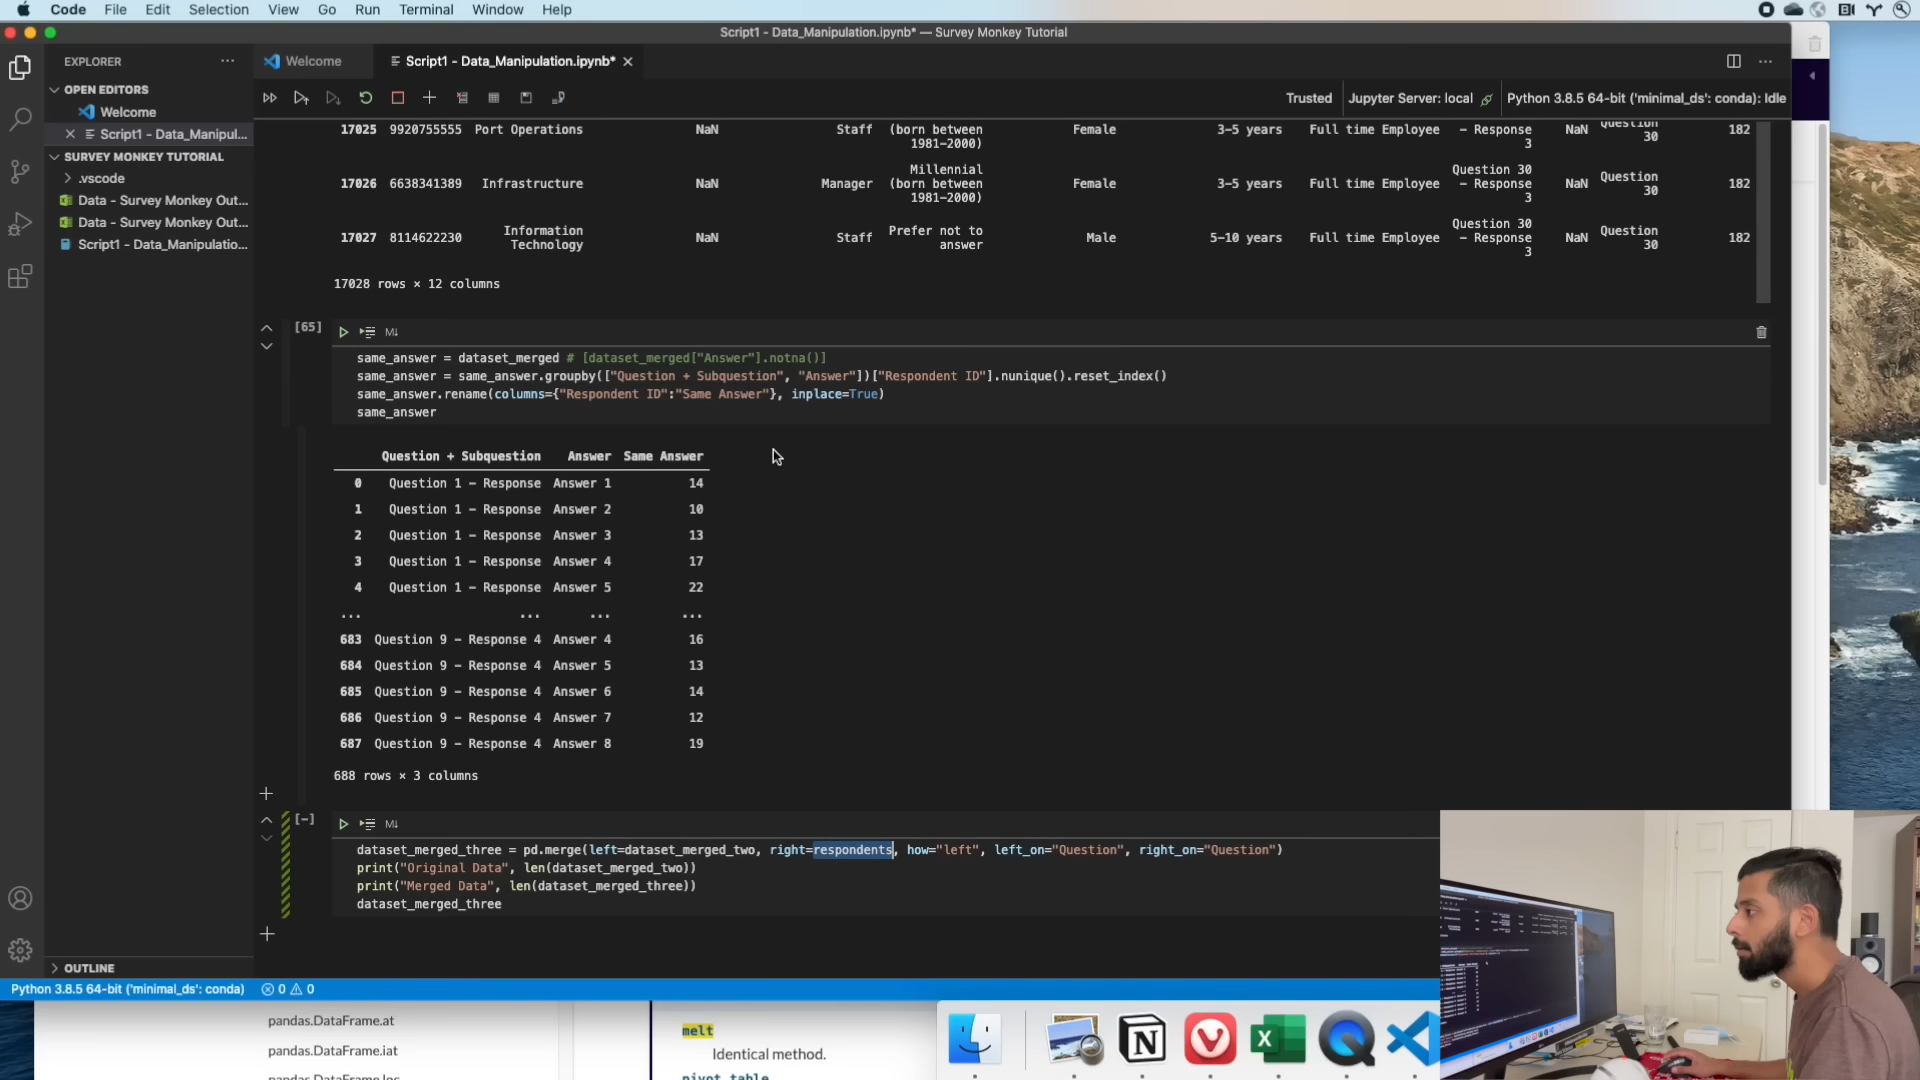 Code File Edit Selection View Go Run Terminal Window Help
Script1 - Data_Manipulation.ipynb* — Survey Monkey Tutorial
EXPLORER
Welcome
Script1 - Data_Manipulation.ipynb*
OPEN EDITORS
Welcome
Script1 - Data_Manipul...
SURVEY MONKEY TUTORIAL
.vscode
Data - Survey Monkey Out...
Data - Survey Monkey Out...
Script1 - Data_Manipulatio...
OUTLINE
Trusted Jupyter Server: local Python 3.8.5 64-bit ('minimal_ds': conda): Idle
17025 9920755555 Port Operations NaN Staff (born between 1981-2000) Female 3-5 years Full time Employee - Response 3 NaN Question 30 182
17026 6638341389 Infrastructure NaN Manager Millennial (born between 1981-2000) Female 3-5 years Full time Employee Question 30 - Response 3 NaN Question 30 182
17027 8114622230 Information Technology NaN Staff Prefer not to answer Male 5-10 years Full time Employee Question 30 - Response 3 NaN Question 30 182
17028 rows × 12 columns
[65]
M↓
same_answer = dataset_merged # [dataset_merged["Answer"].notna()]
same_answer = same_answer.groupby(["Question + Subquestion", "Answer"])["Respondent ID"].nunique().reset_index()
same_answer.rename(columns={"Respondent ID":"Same Answer"}, inplace=True)
same_answer
Question + Subquestion Answer Same Answer
0 Question 1 - Response Answer 1 14
1 Question 1 - Response Answer 2 10
2 Question 1 - Response Answer 3 13
3 Question 1 - Response Answer 4 17
4 Question 1 - Response Answer 5 22
... ... ... ...
683 Question 9 - Response 4 Answer 4 16
684 Question 9 - Response 4 Answer 5 13
685 Question 9 - Response 4 Answer 6 14
686 Question 9 - Response 4 Answer 7 12
687 Question 9 - Response 4 Answer 8 19
688 rows × 3 columns
[-]
M↓
dataset_merged_three = pd.merge(left=dataset_merged_two, right=respondents, how="left", left_on="Question", right_on="Question")
print("Original Data", len(dataset_merged_two))
print("Merged Data", len(dataset_merged_three))
dataset_merged_three
Python 3.8.5 64-bit ('minimal_ds': conda) 0 0
pandas.DataFrame.at
pandas.DataFrame.iat
pandas.DataFrame.loc
melt
Identical method.
pivot_table